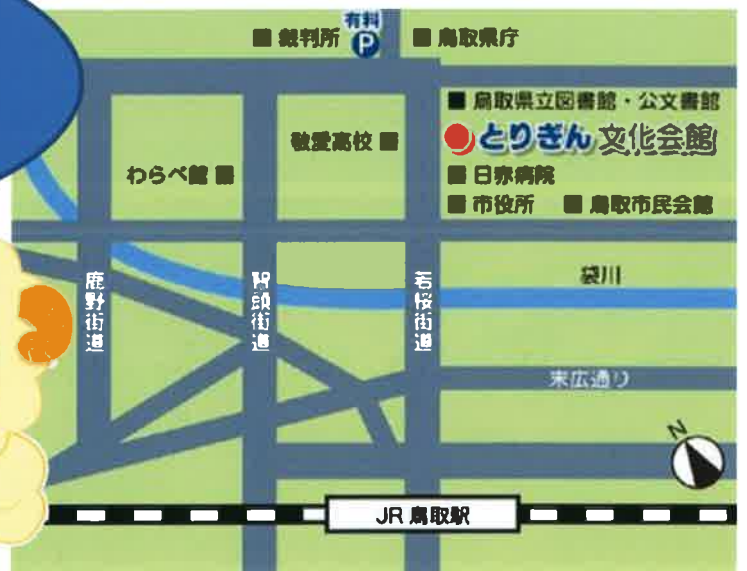 有料
P
裁判所
鳥取県庁
鳥取県立図書館・公文書館
とりぎん 文化会館
敬愛高校
わらべ館
日赤病院
市役所
鳥取市民会館
鹿野街道
智頭街道
若桜街道
袋川
末広通り
N
JR 鳥取駅